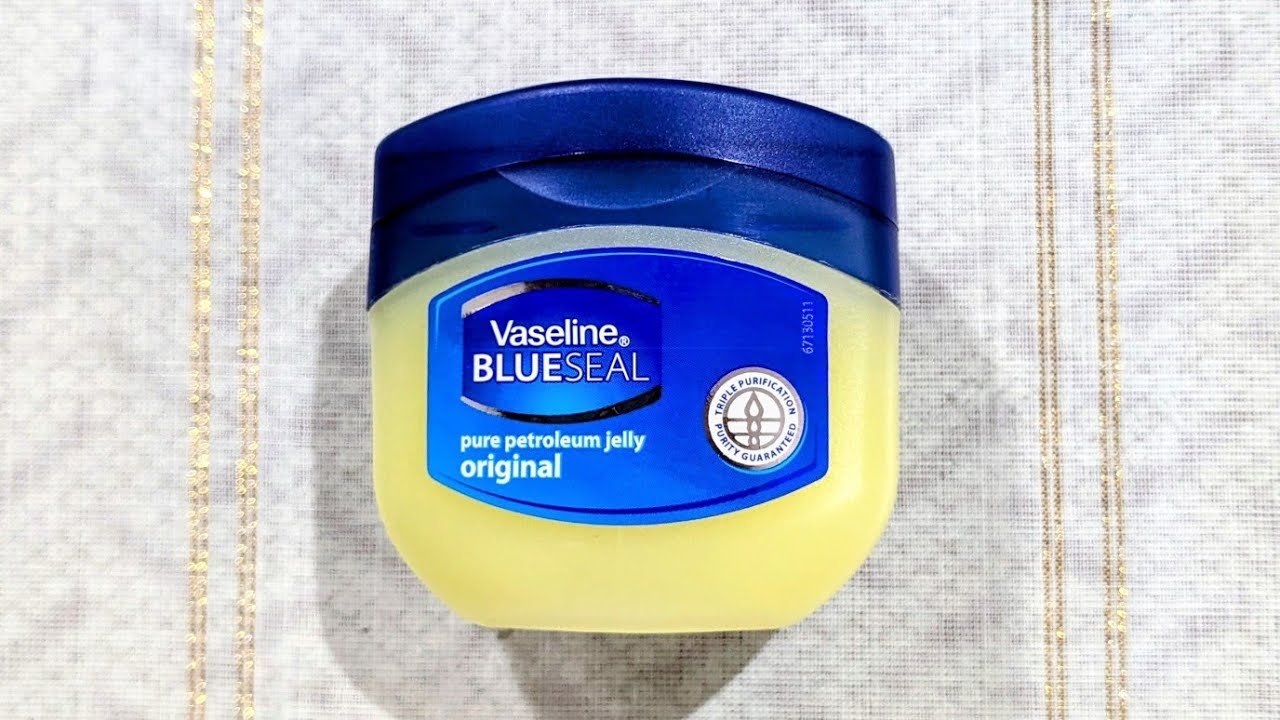 Vaseline®
BLUESEAL
pure petroleum jelly
original
TRIPLE PURIFICATION
PURITY GUARANTEED
67130511